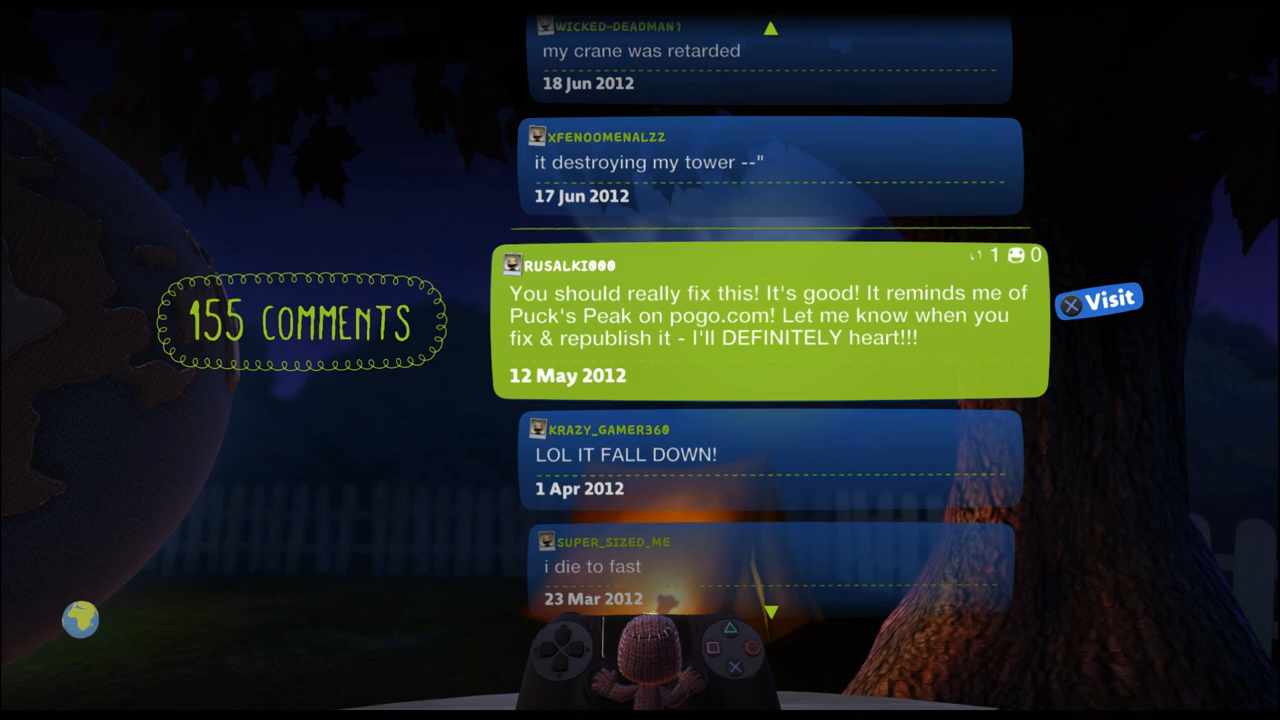 WICKED-DEADMAN1
my crane was retarded
18 Jun 2012
XFENOOMENALZZ
it destroying my tower --"
17 Jun 2012
155 COMMENTS
RUSALKI000
1 0
You should really fix this! It's good! It reminds me of
Puck's Peak on pogo.com! Let me know when you
fix & republish it - I'll DEFINITELY heart!!!
12 May 2012
Visit
KRAZY_GAMER360
LOL IT FALL DOWN!
1 Apr 2012
SUPER_SIZED_ME
i die to fast
23 Mar 2012